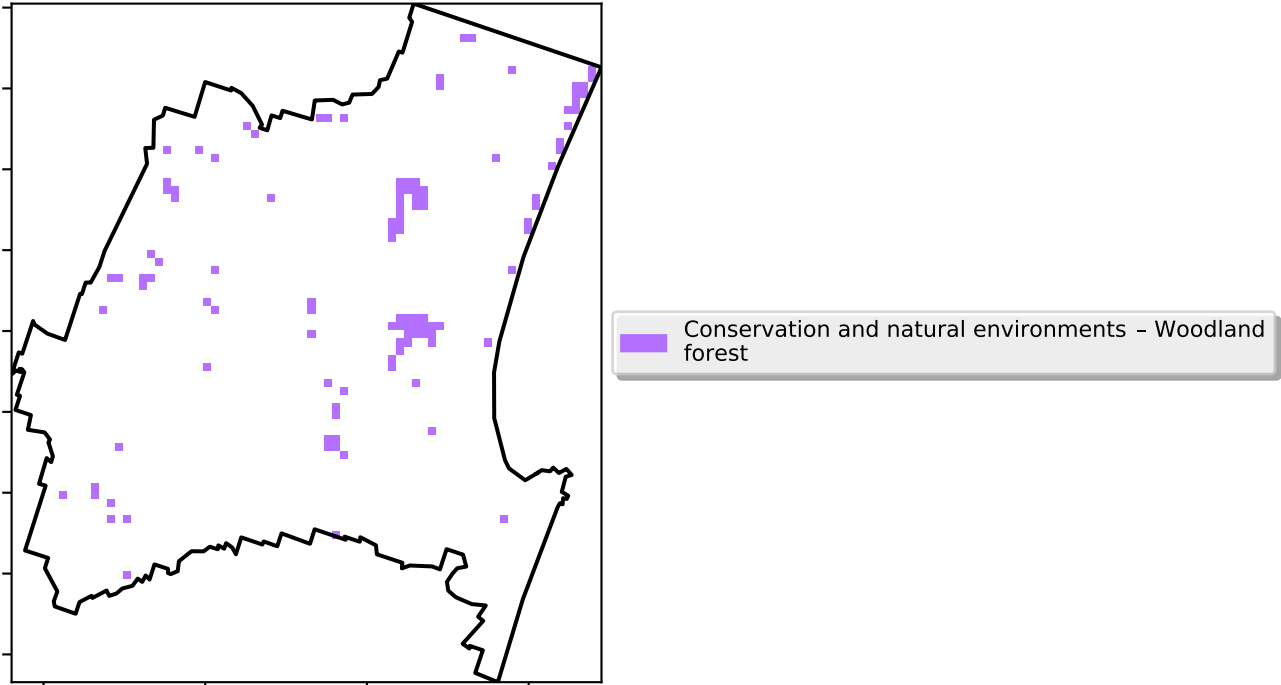 Conservation and natural environments – Woodland
forest